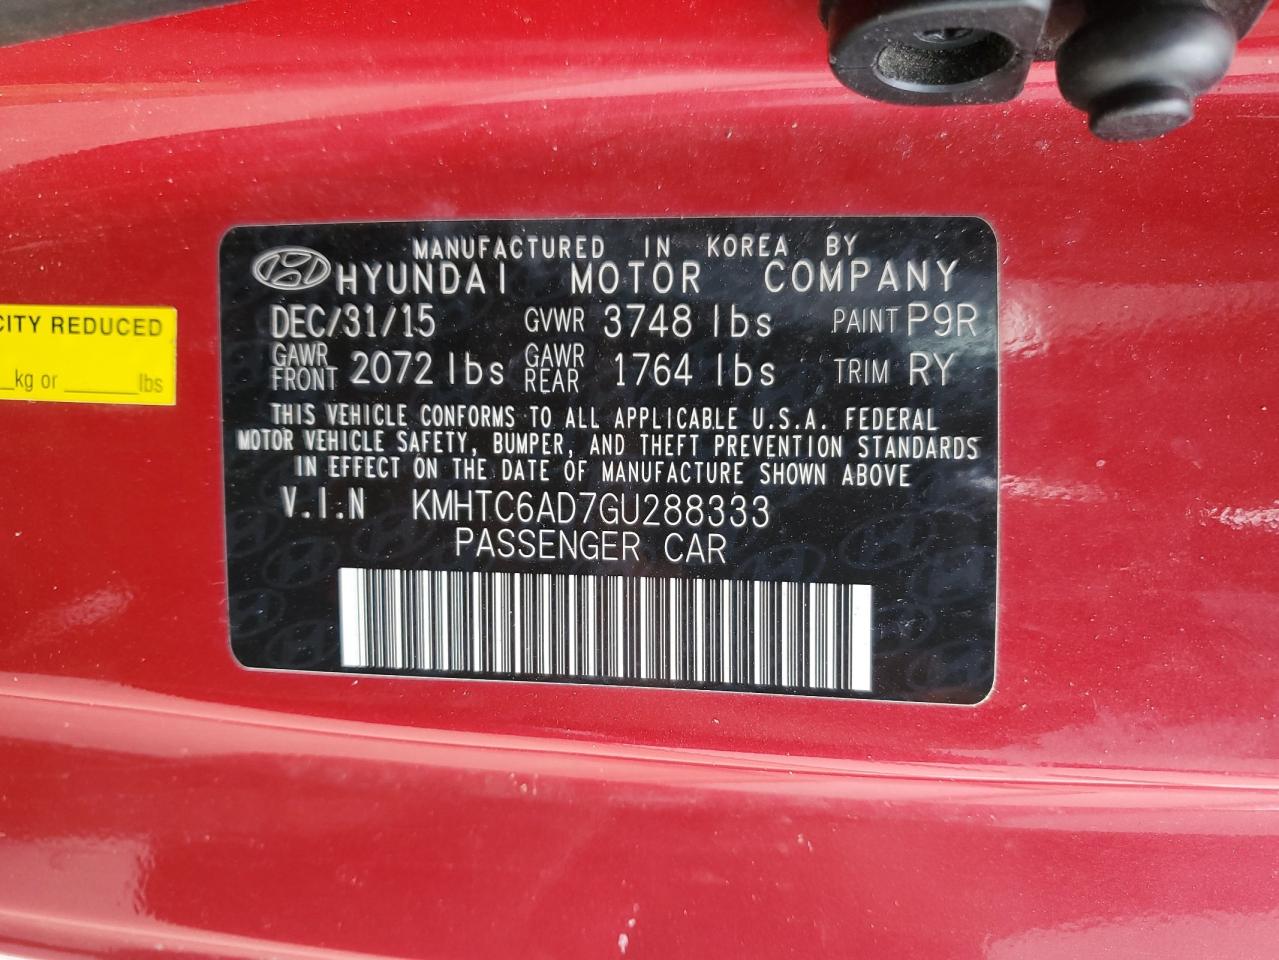 MANUFACTURED IN KOREA BY
HYUNDAI MOTOR COMPANY
DEC/31/15 GVWR 3748 lbs PAINT P9R
GAWR FRONT 2072 lbs GAWR REAR 1764 lbs TRIM RY
THIS VEHICLE CONFORMS TO ALL APPLICABLE U.S.A. FEDERAL
MOTOR VEHICLE SAFETY, BUMPER, AND THEFT PREVENTION STANDARDS
IN EFFECT ON THE DATE OF MANUFACTURE SHOWN ABOVE
V.I.N KMHTC6AD7GU288333
PASSENGER CAR
CITY REDUCED
kg or lbs